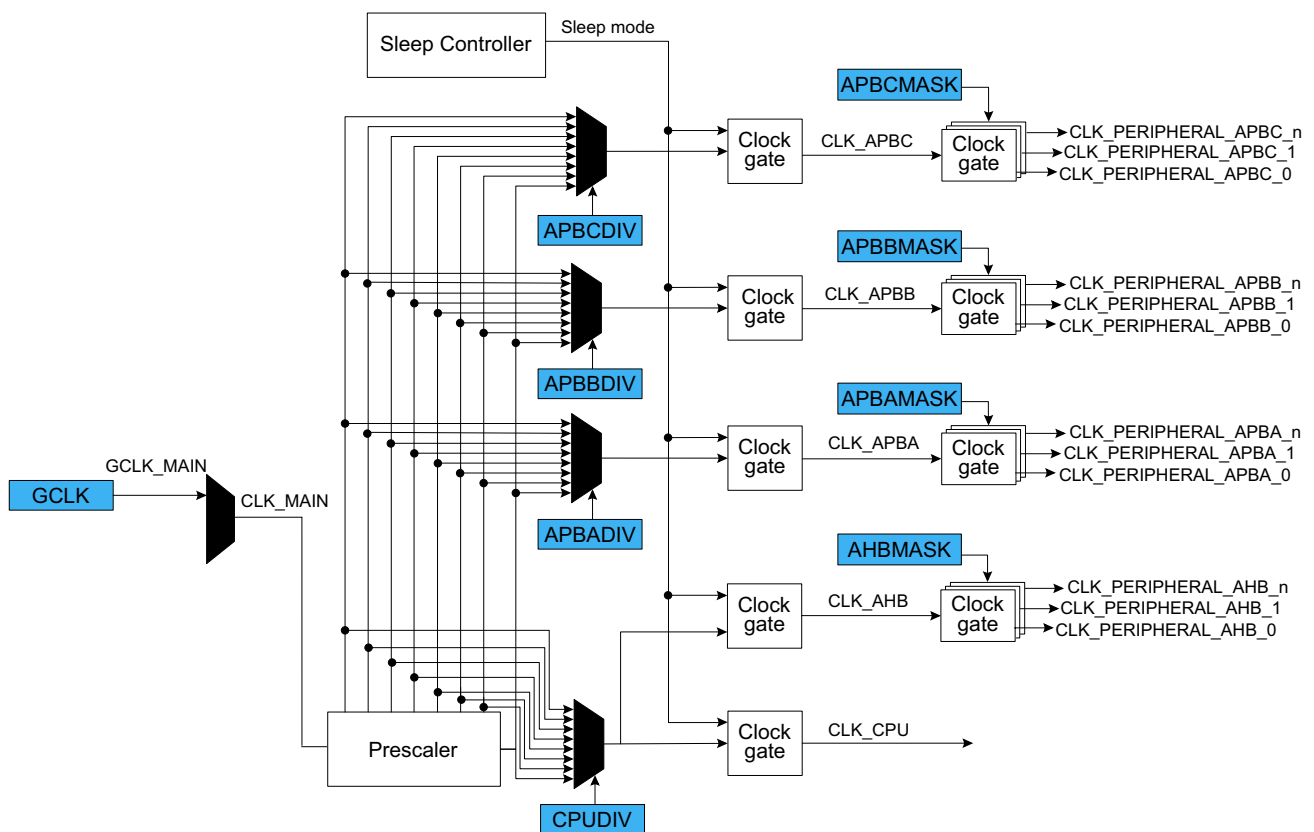 Sleep mode
Sleep Controller
APBCMASK
Clock
gate
CLK_APBC
Clock
gate
CLK_PERIPHERAL_APBC_n
CLK_PERIPHERAL_APBC_1
CLK_PERIPHERAL_APBC_0
APBCDIV
APBBMASK
Clock
gate
CLK_APBB
Clock
gate
CLK_PERIPHERAL_APBB_n
CLK_PERIPHERAL_APBB_1
CLK_PERIPHERAL_APBB_0
APBBDIV
APBAMASK
Clock
gate
CLK_APBA
Clock
gate
CLK_PERIPHERAL_APBA_n
CLK_PERIPHERAL_APBA_1
CLK_PERIPHERAL_APBA_0
GCLK_MAIN
GCLK
CLK_MAIN
APBADIV
AHBMASK
Clock
gate
CLK_AHB
Clock
gate
CLK_PERIPHERAL_AHB_n
CLK_PERIPHERAL_AHB_1
CLK_PERIPHERAL_AHB_0
Prescaler
Clock
gate
CLK_CPU
CPUDIV